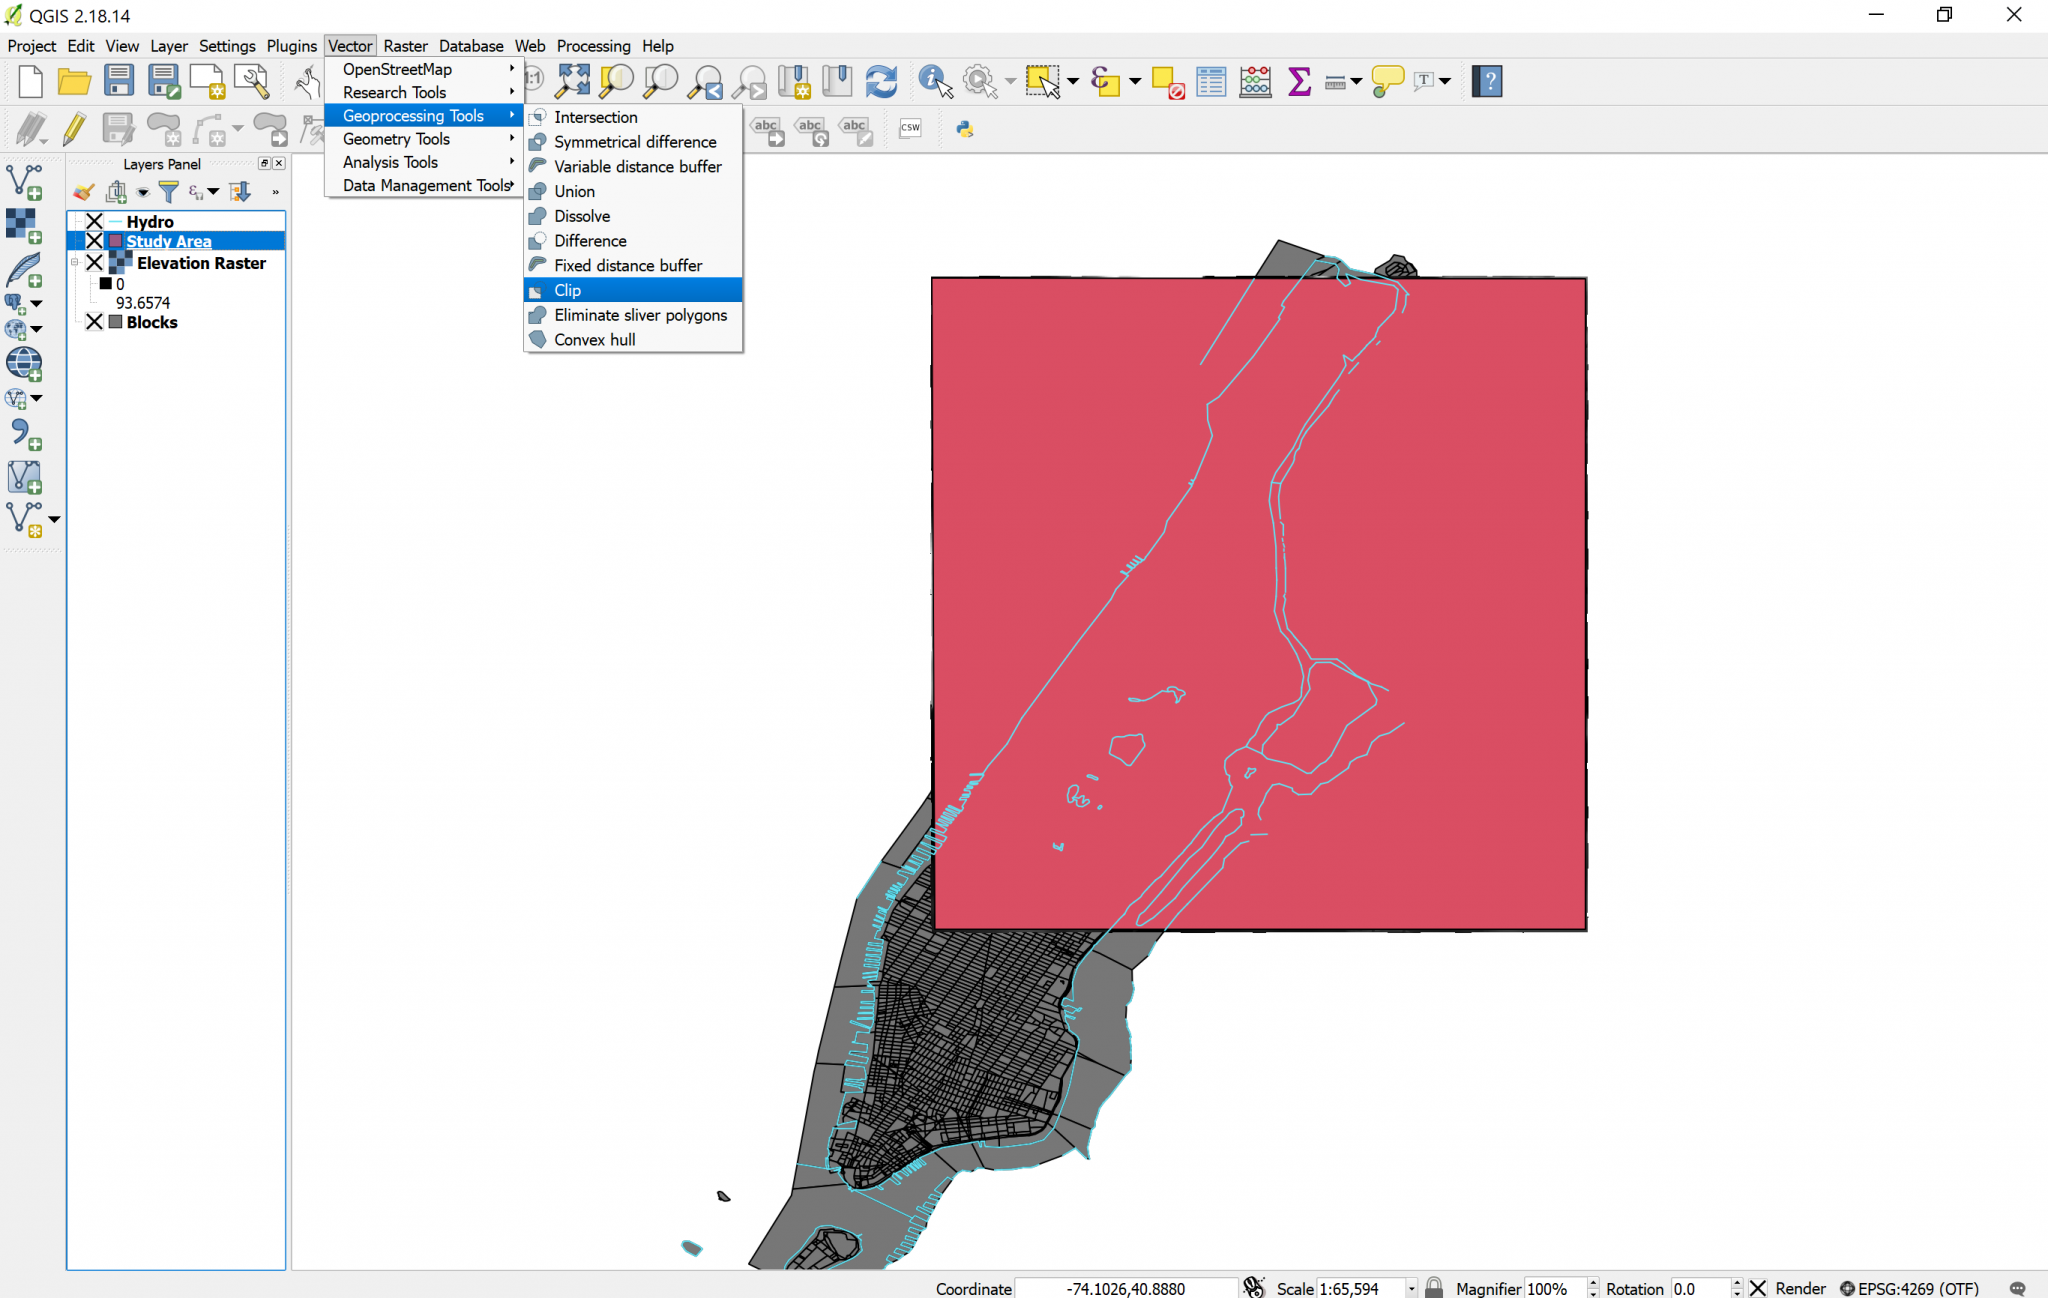 QGIS 2.18.14
Project Edit View Layer Settings Plugins Vector Raster Database Web Processing Help
OpenStreetMap
Research Tools
Geoprocessing Tools
Geometry Tools
Analysis Tools
Data Management Tools
Intersection
Symmetrical difference
Variable distance buffer
Union
Dissolve
Difference
Fixed distance buffer
Clip
Eliminate sliver polygons
Convex hull
1:1
T
?
abc abc abc CSW
Layers Panel
»
Hydro
Study Area
Elevation Raster
0
93.6574
Blocks
Coordinate -74.1026,40.8880 Scale 1:65,594 Magnifier 100% Rotation 0.0 Render EPSG:4269 (OTF)